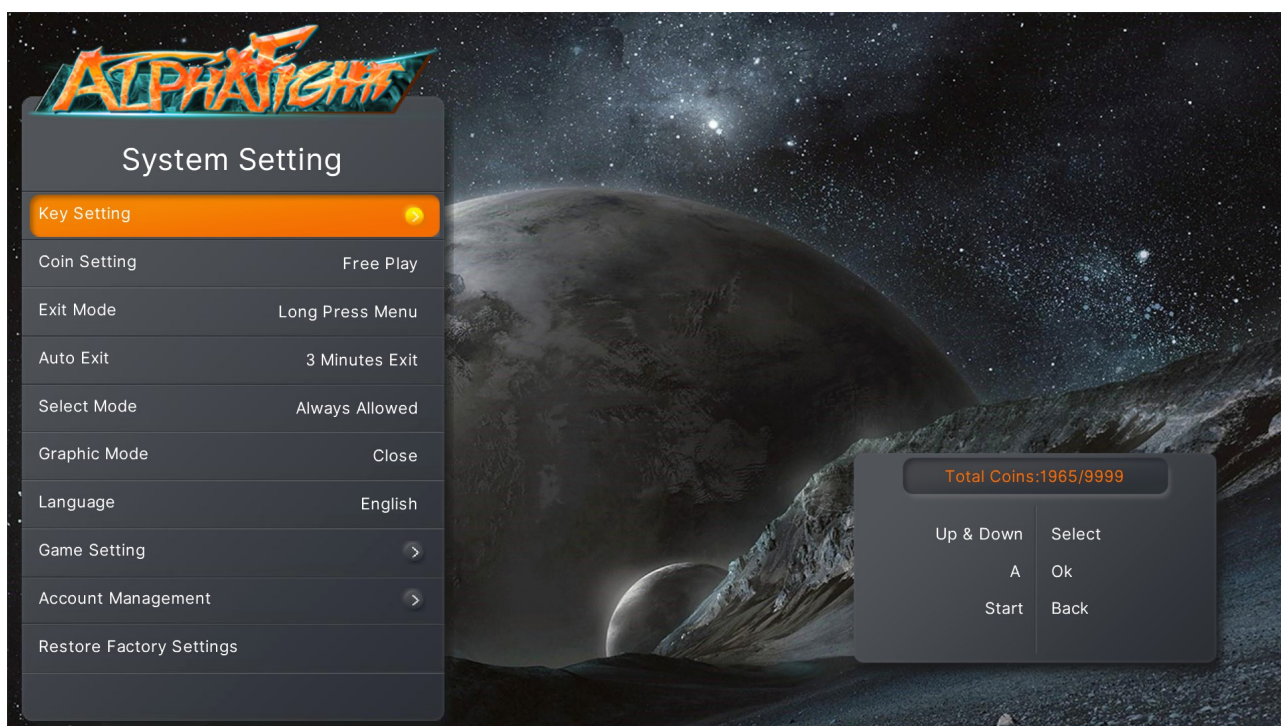 ALPHAFIGHT
System Setting
Key Setting
Coin Setting Free Play
Exit Mode Long Press Menu
Auto Exit 3 Minutes Exit
Select Mode Always Allowed
Graphic Mode Close
Language English
Game Setting
Account Management
Restore Factory Settings
Total Coins:1965/9999
Up & Down Select
A Ok
Start Back